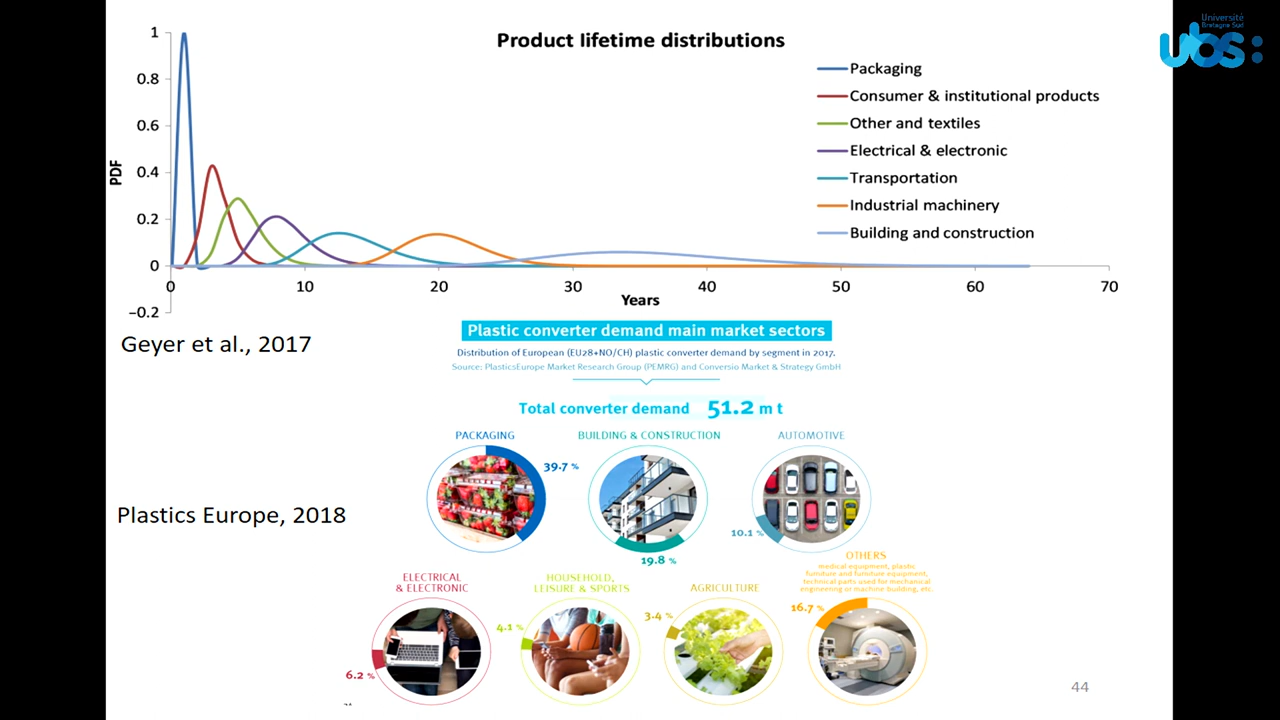 Université
Bretagne Sud
ubs:
Product lifetime distributions
1
0.8
0.6
0.4
0.2
0
−0.2
PDF
Packaging
Consumer & institutional products
Other and textiles
Electrical & electronic
Transportation
Industrial machinery
Building and construction
0 10 20 30 40 50 60 70
Years
Geyer et al., 2017
Plastic converter demand main market sectors
Distribution of European (EU28+NO/CH) plastic converter demand by segment in 2017.
Source: PlasticsEurope Market Research Group (PEMRG) and Conversio Market & Strategy GmbH
Total converter demand 51.2 m t
PACKAGING
39.7 %
BUILDING & CONSTRUCTION
19.8 %
AUTOMOTIVE
10.1 %
Plastics Europe, 2018
ELECTRICAL
& ELECTRONIC
6.2 %
HOUSEHOLD,
LEISURE & SPORTS
4.1 %
AGRICULTURE
3.4 %
OTHERS
medical equipment, plastic
furniture and furniture equipment,
technical parts used for mechanical
engineering or machine-building, etc.
16.7 %
44